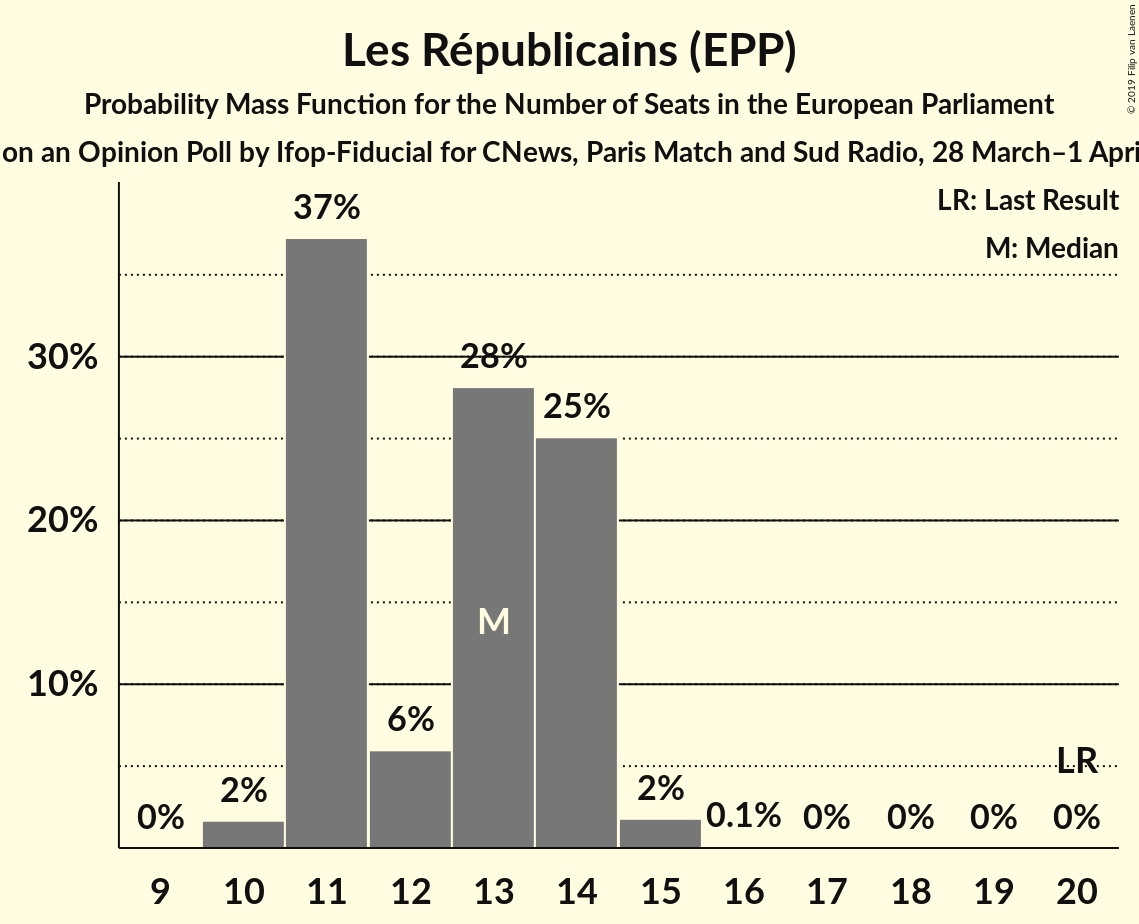 © 2019 Filip van Laenen
Les Républicains (EPP)
Probability Mass Function for the Number of Seats in the European Parliament
on an Opinion Poll by Ifop-Fiducial for CNews, Paris Match and Sud Radio, 28 March–1 Apri
LR: Last Result
M: Median
37%
30%
28%
25%
20%
M
10%
6%
LR
2%
2%
0%
0.1%
0%
0%
0%
0%
9 10 11 12 13 14 15 16 17 18 19 20